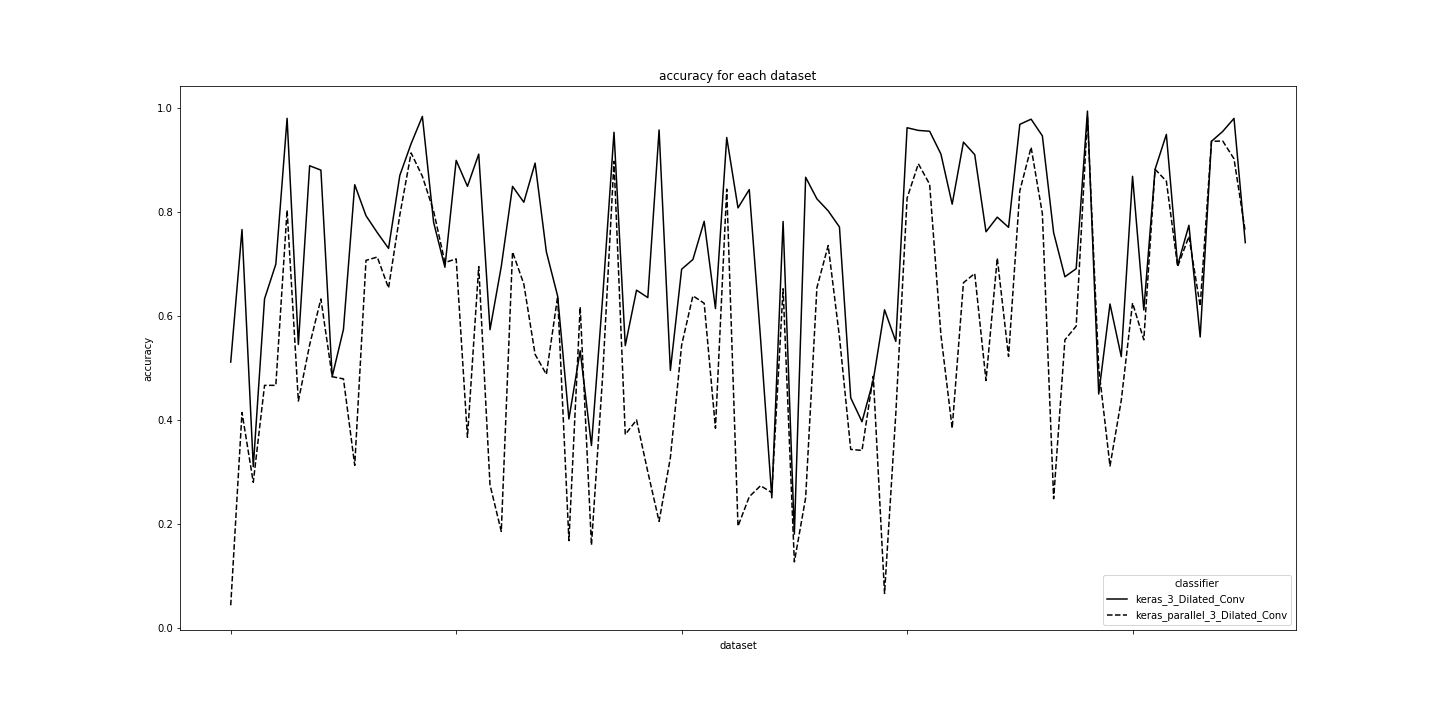 accuracy for each dataset
1.0
0.8
0.6
0.4
0.2
0.0
accuracy
dataset
classifier
keras_3_Dilated_Conv
keras_parallel_3_Dilated_Conv